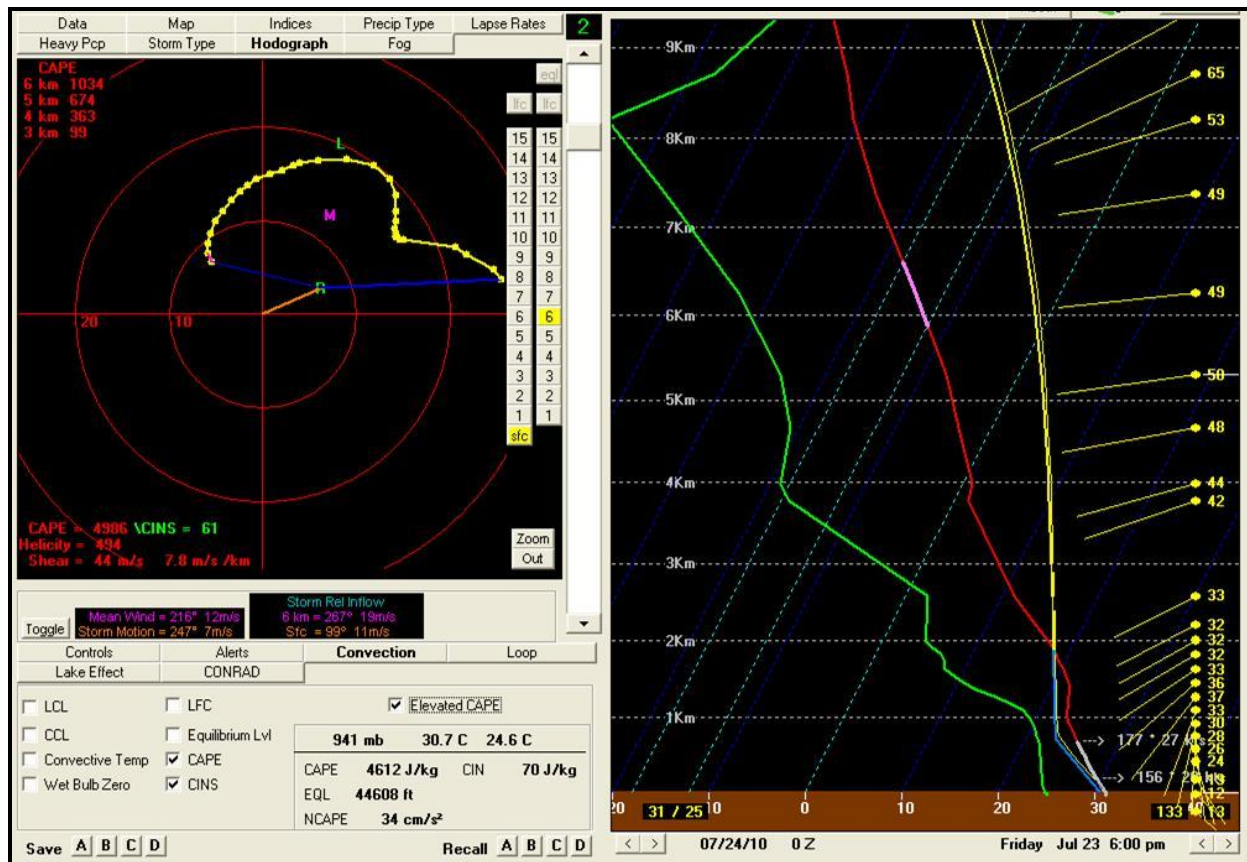 Data Map Indices Precip Type Lapse Rates
Heavy Pcp Storm Type Hodograph Fog
2
CAPE
6 km 1034
5 km 674
4 km 363
3 km 99
eql
lfc lfc
15 15
14 14
13 13
12 12
11 11
10 10
9 9
8 8
7 7
6 6
5 5
4 4
3 3
2 2
1 1
sfc
L
M
R
20 10
CAPE = 4986 \CINS = 61
Helicity = 494
Shear = 44 m/s 7.8 m/s /km
Zoom
Out
Toggle
Mean Wind = 216° 12m/s
Storm Motion = 247° 7m/s
Storm Rel Inflow
6 km = 267° 19m/s
Sfc = 99° 11m/s
Controls Alerts Convection Loop
Lake Effect CONRAD
LCL LFC Elevated CAPE
CCL Equilibrium Lvl
Convective Temp CAPE
Wet Bulb Zero CINS
941 mb 30.7 C 24.6 C
CAPE 4612 J/kg CIN 70 J/kg
EQL 44608 ft
NCAPE 34 cm/s²
Save A B C D Recall A B C D
9Km
8Km
7Km
6Km
5Km
4Km
3Km
2Km
1Km
65
53
49
49
50
48
44
42
33
32
32
32
33
36
37
33
30
28
26
24
13
12
13
---> 177 * 27
---> 156 * 26
20 -10 0 10 20 30
31 / 25 133
< > 07/24/10 0 Z Friday Jul 23 6:00 pm < >